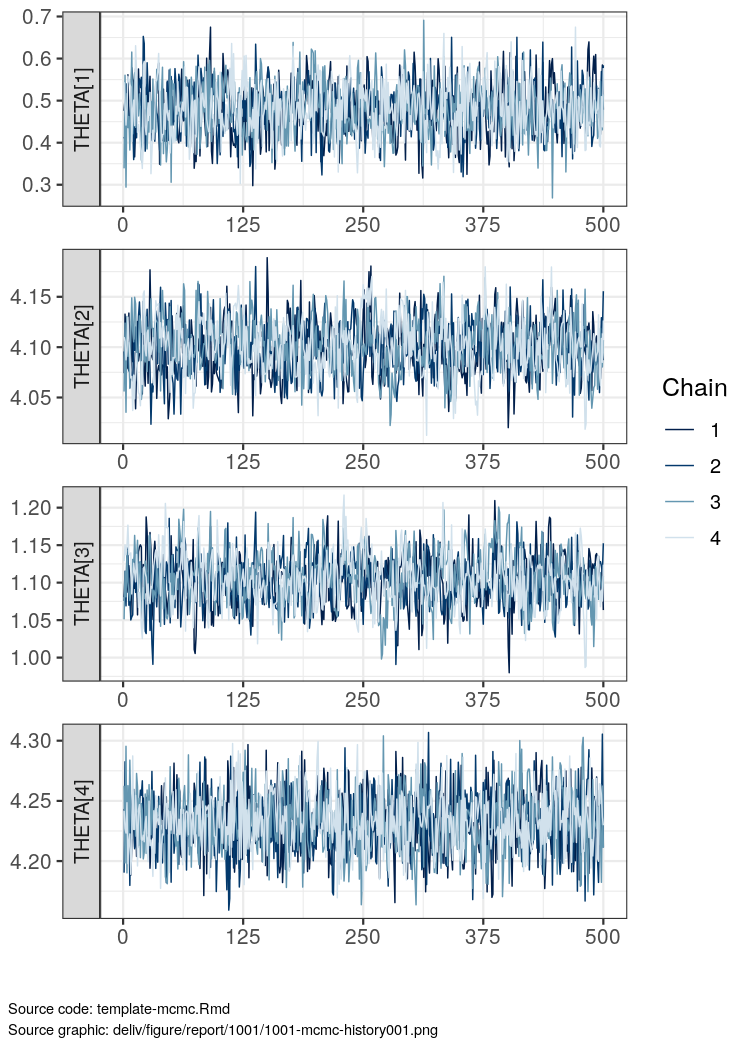 0.7
0.6
0.5
0.4
0.3
THETA[1]
0 125 250 375 500
4.15
4.10
4.05
THETA[2]
0 125 250 375 500
Chain
1
2
3
4
1.20
1.15
1.10
1.05
1.00
THETA[3]
0 125 250 375 500
4.30
4.25
4.20
THETA[4]
0 125 250 375 500
Source code: template-mcmc.Rmd
Source graphic: deliv/figure/report/1001/1001-mcmc-history001.png